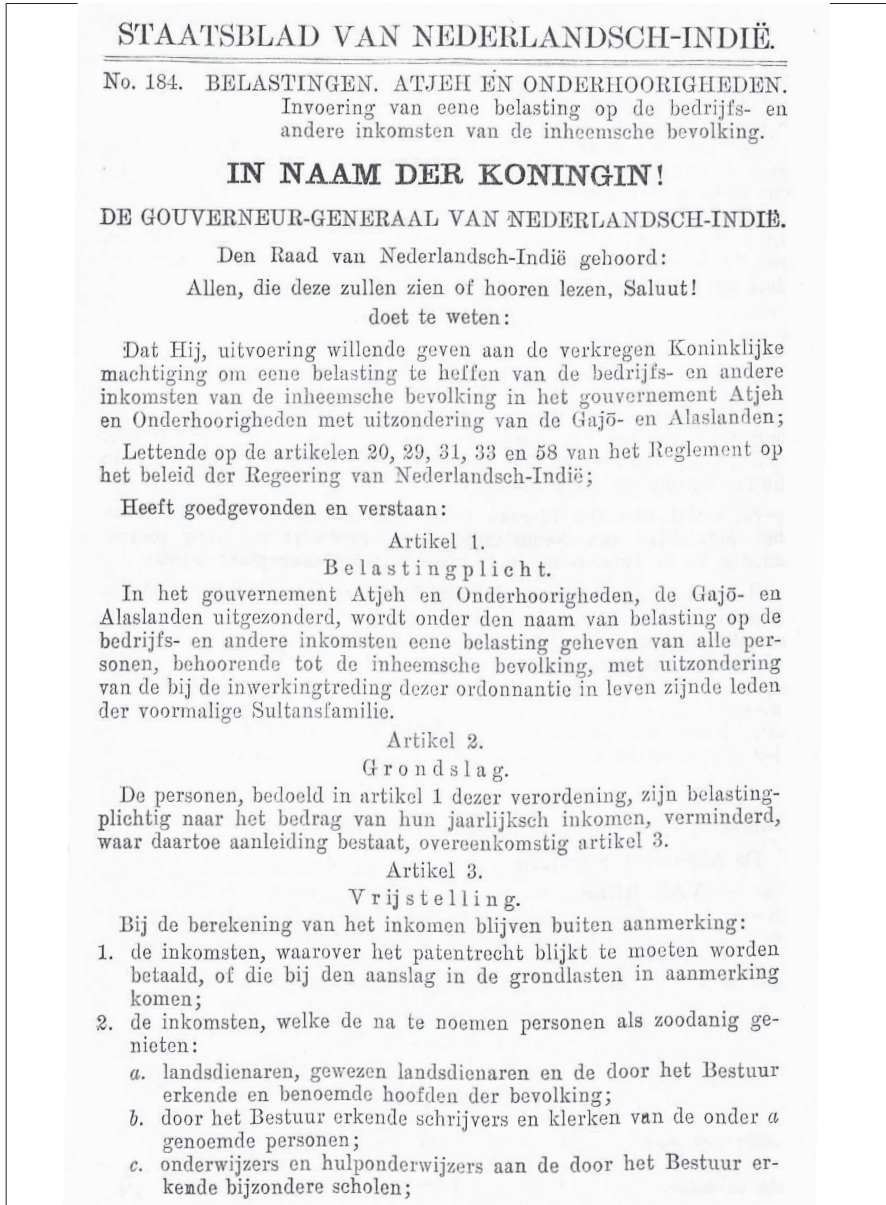 STAATSBLAD VAN NEDERLANDSCH-INDIË.
No. 184. BELASTINGEN. ATJEH EN ONDERHOORIGHEDEN.
Invoering van eene belasting op de bedrijfs- en
andere inkomsten van de inheemsche bevolking.
IN NAAM DER KONINGIN!
DE GOUVERNEUR-GENERAAL VAN NEDERLANDSCH-INDIË.
Den Raad van Nederlandsch-Indië gehoord:
Allen, die deze zullen zien of hooren lezen, Saluut!
doet te weten:
Dat Hij, uitvoering willende geven aan de verkregen Koninklijke
machtiging om eene belasting te heffen van de bedrijfs- en andere
inkomsten van de inheemsche bevolking in het gouvernement Atjeh
en Onderhoorigheden met uitzondering van de Gajō- en Alaslanden;
Lettende op de artikelen 20, 29, 31, 33 en 58 van het Reglement op
het beleid der Regeering van Nederlandsch-Indië;
Heeft goedgevonden en verstaan:
Artikel 1.
Belastingplicht.
In het gouvernement Atjeh en Onderhoorigheden, de Gajō- en
Alaslanden uitgezonderd, wordt onder den naam van belasting op de
bedrijfs- en andere inkomsten eene belasting geheven van alle per-
sonen, behoorende tot de inheemsche bevolking, met uitzondering
van de bij de inwerkingtreding dezer ordonnantie in leven zijnde leden
der voormalige Sultansfamilie.
Artikel 2.
Grondslag.
De personen, bedoeld in artikel 1 dezer verordening, zijn belasting-
plichtig naar het bedrag van hun jaarlijksch inkomen, verminderd,
waar daartoe aanleiding bestaat, overeenkomstig artikel 3.
Artikel 3.
Vrijstelling.
Bij de berekening van het inkomen blijven buiten aanmerking:
1. de inkomsten, waarover het patentrecht blijkt te moeten worden
betaald, of die bij den aanslag in de grondlasten in aanmerking
komen;
2. de inkomsten, welke de na te noemen personen als zoodanig ge-
nieten:
a. landsdienaren, gewezen landsdienaren en de door het Bestuur
erkende en benoemde hoofden der bevolking;
b. door het Bestuur erkende schrijvers en klerken van de onder a
genoemde personen;
c. onderwijzers en hulponderwijzers aan de door het Bestuur er-
kende bijzondere scholen;